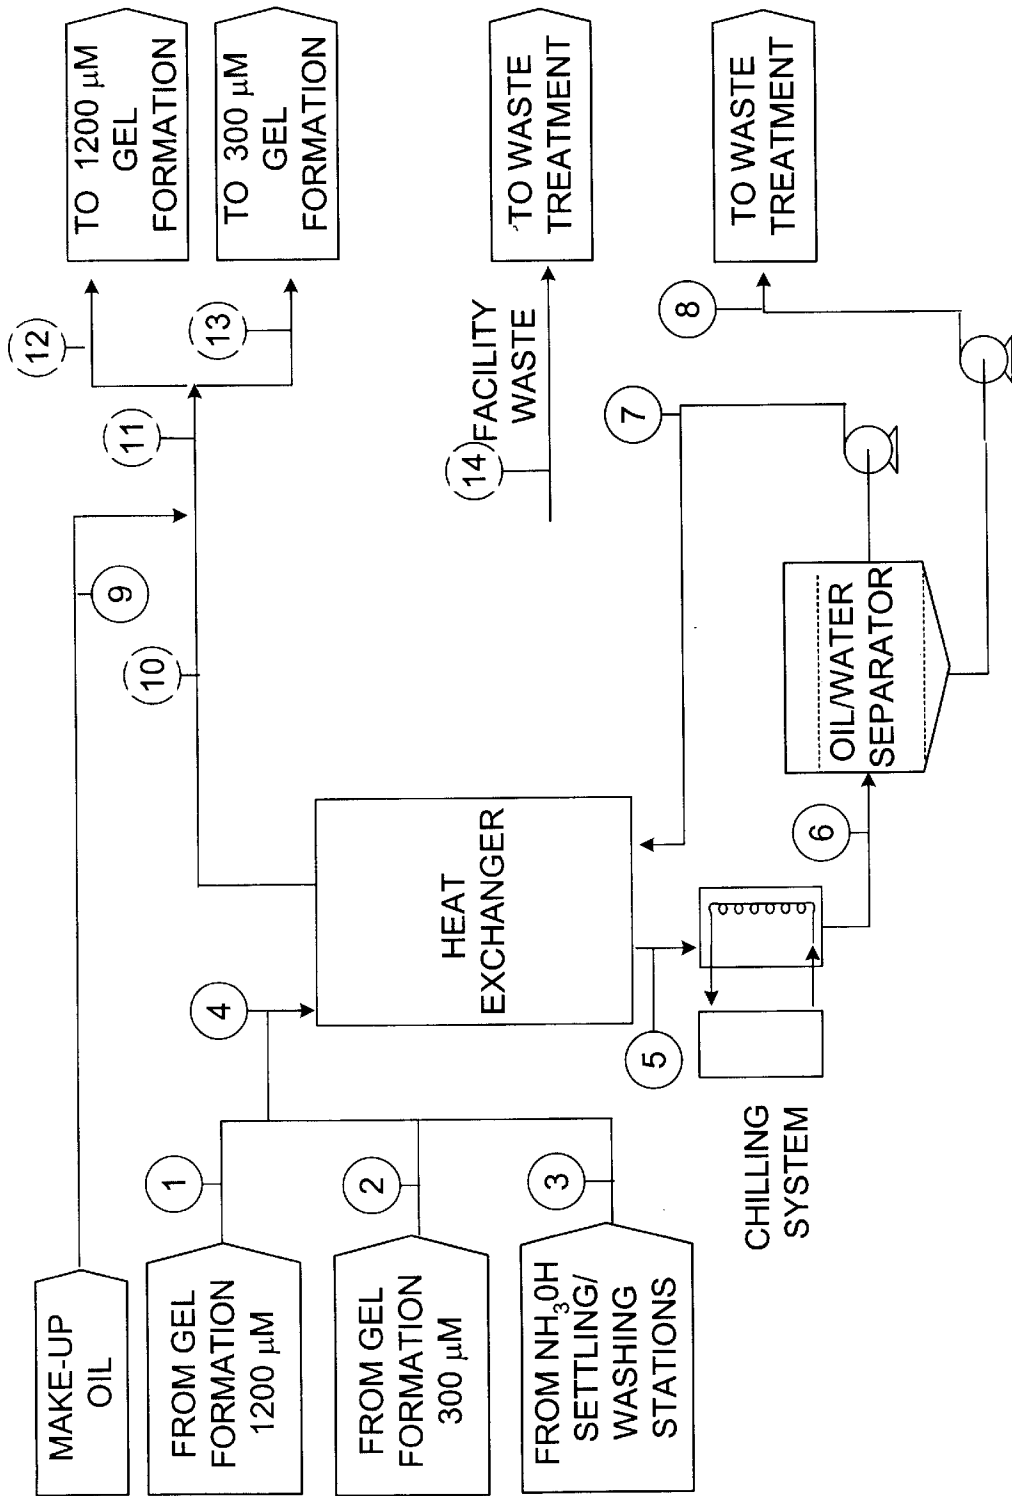 MAKE-UP
OIL
FROM GEL
FORMATION
1200 µM
FROM GEL
FORMATION
300 µM
FROM NH30H
SETTLING/
WASHING
STATIONS
1
2
3
4
HEAT
EXCHANGER
5
CHILLING
SYSTEM
6
OIL/WATER
SEPARATOR
7
8
9
10
11
12
13
14
FACILITY
WASTE
TO 1200 µM
GEL
FORMATION
TO 300 µM
GEL
FORMATION
TO WASTE
TREATMENT
TO WASTE
TREATMENT